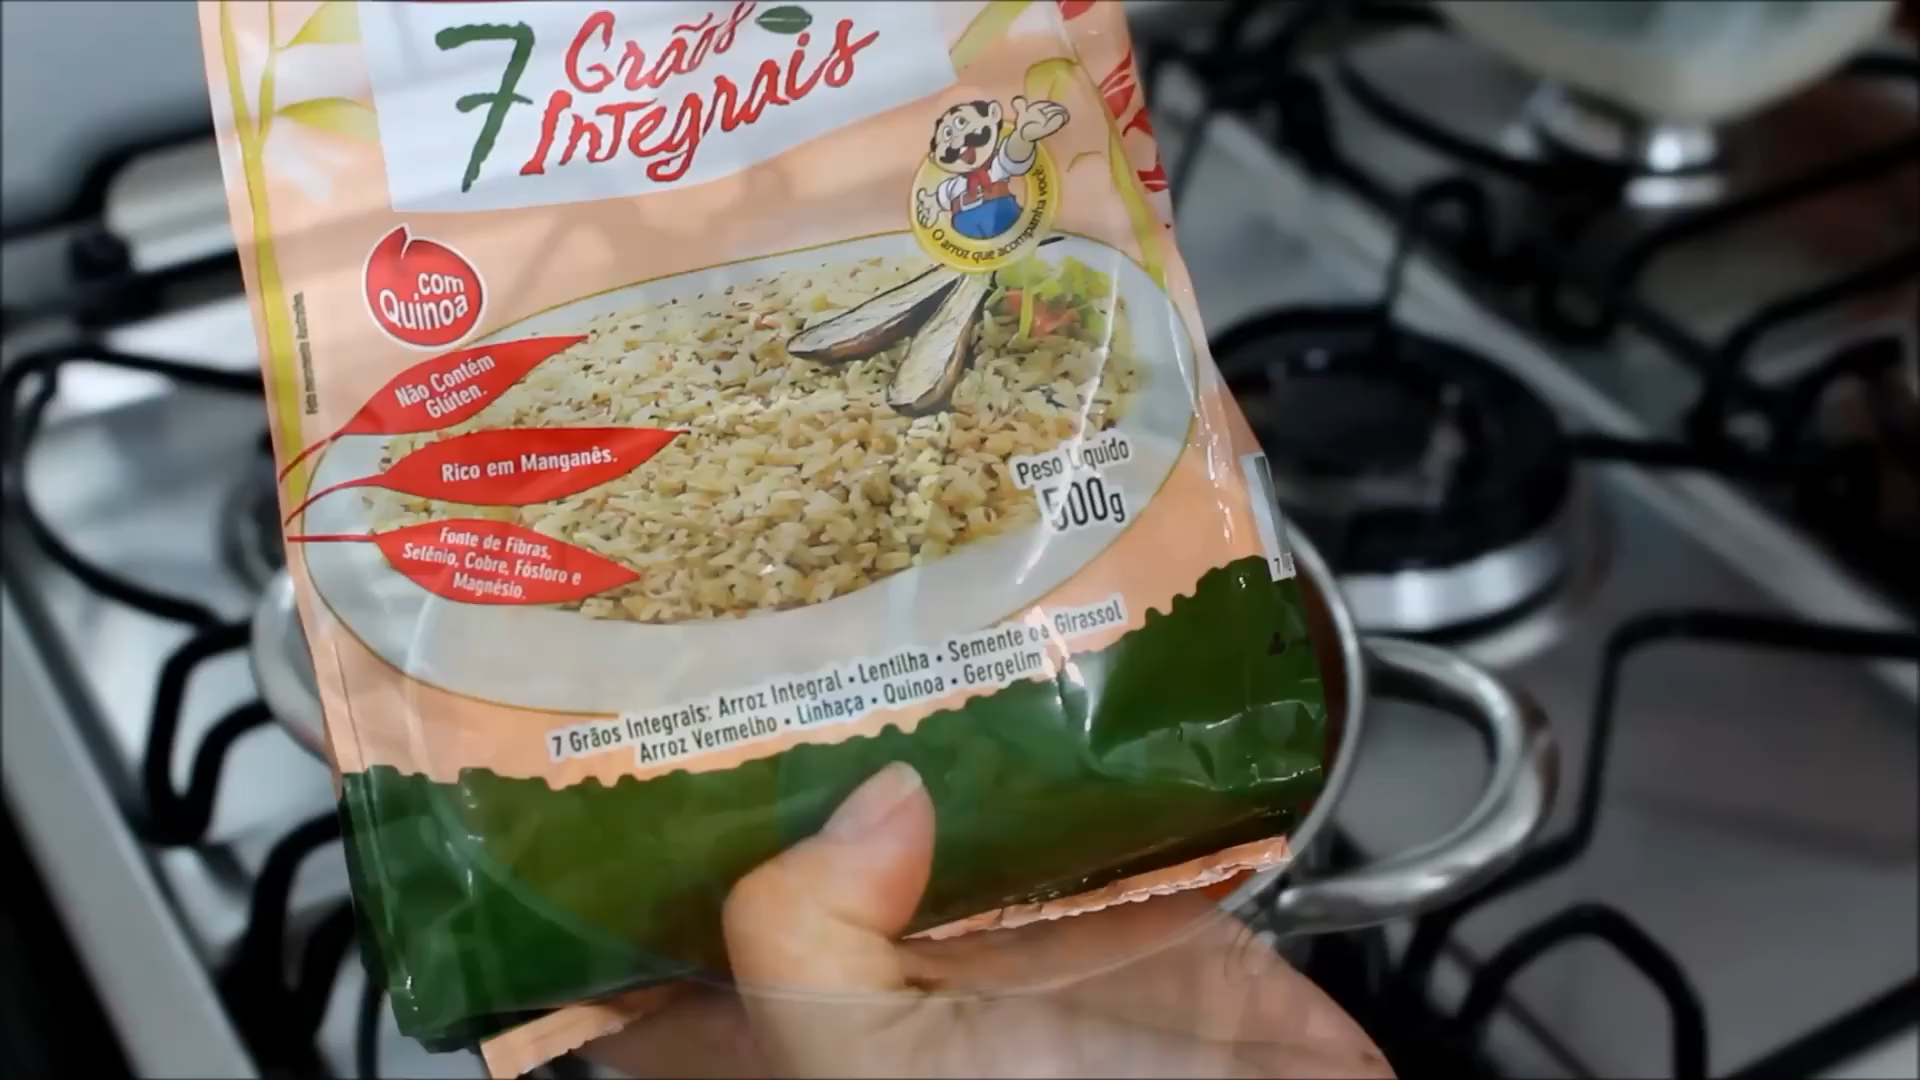 7 Grãos
Integrais
O arroz que acompanha você
com
Quinoa
Não Contém
Glúten.
Rico em Manganês.
Fonte de Fibras,
Selênio, Cobre, Fósforo e
Magnésio.
Peso Líquido
500g
7 Grãos Integrais: Arroz Integral • Lentilha • Semente de Girassol
Arroz Vermelho • Linhaça • Quinoa • Gergelim